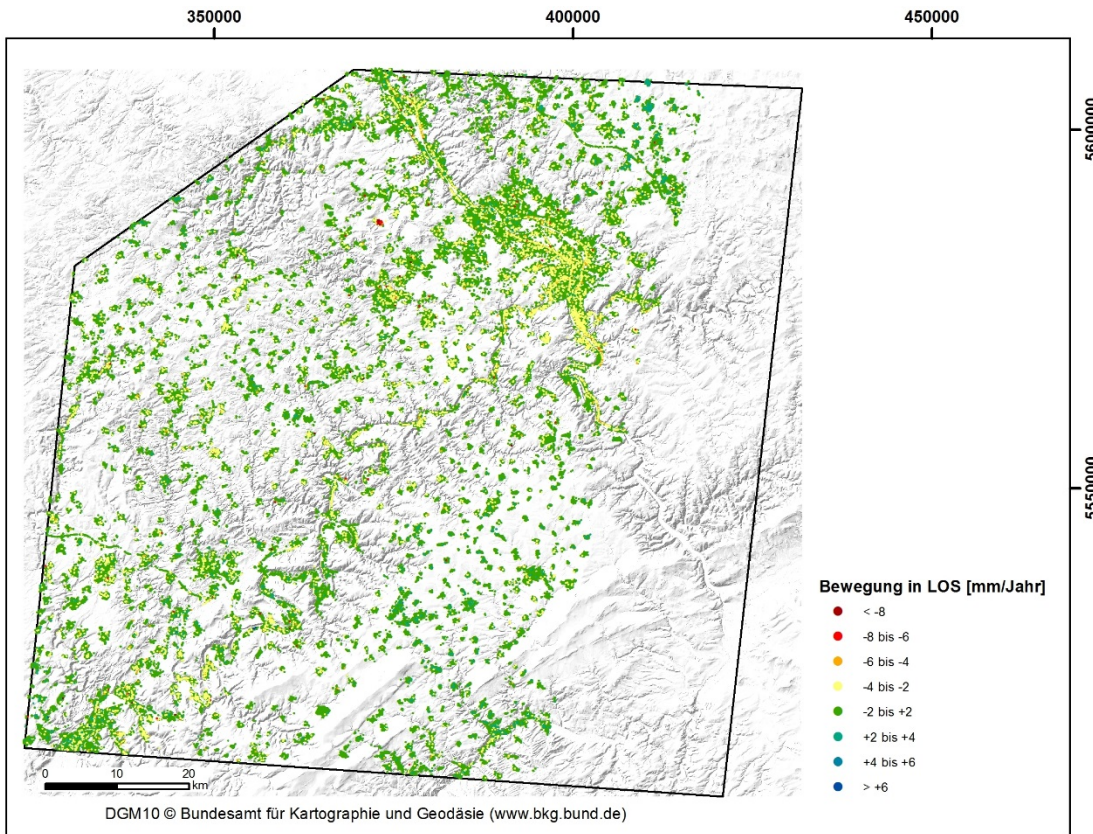 350000 400000 450000
5600000
5550000
Bewegung in LOS [mm/Jahr]
< -8
-8 bis -6
-6 bis -4
-4 bis -2
-2 bis +2
+2 bis +4
+4 bis +6
> +6
0 10 20
km
DGM10 © Bundesamt für Kartographie und Geodäsie (www.bkg.bund.de)